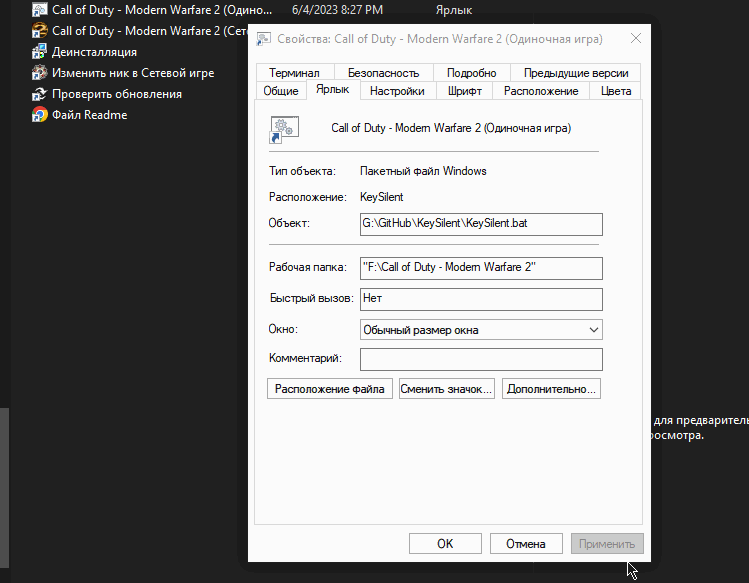 Call of Duty - Modern Warfare 2 (Одино... 6/4/2023 8:27 PM Ярлык
Call of Duty - Modern Warfare 2 (Сет
Деинсталляция
Изменить ник в Сетевой игре
Проверить обновления
Файл Readme
Свойства: Call of Duty - Modern Warfare 2 (Одиночная игра)
Терминал Безопасность Подробно Предыдущие версии
Общие Ярлык Настройки Шрифт Расположение Цвета
Call of Duty - Modern Warfare 2 (Одиночная игра)
Тип объекта: Пакетный файл Windows
Расположение: KeySilent
Объект: G:\GitHub\KeySilent\KeySilent.bat
Рабочая папка: "F:\Call of Duty - Modern Warfare 2"
Быстрый вызов: Нет
Окно: Обычный размер окна
Комментарий:
Расположение файла Сменить значок... Дополнительно...
для предваритель
росмотра.
OK Отмена Применить